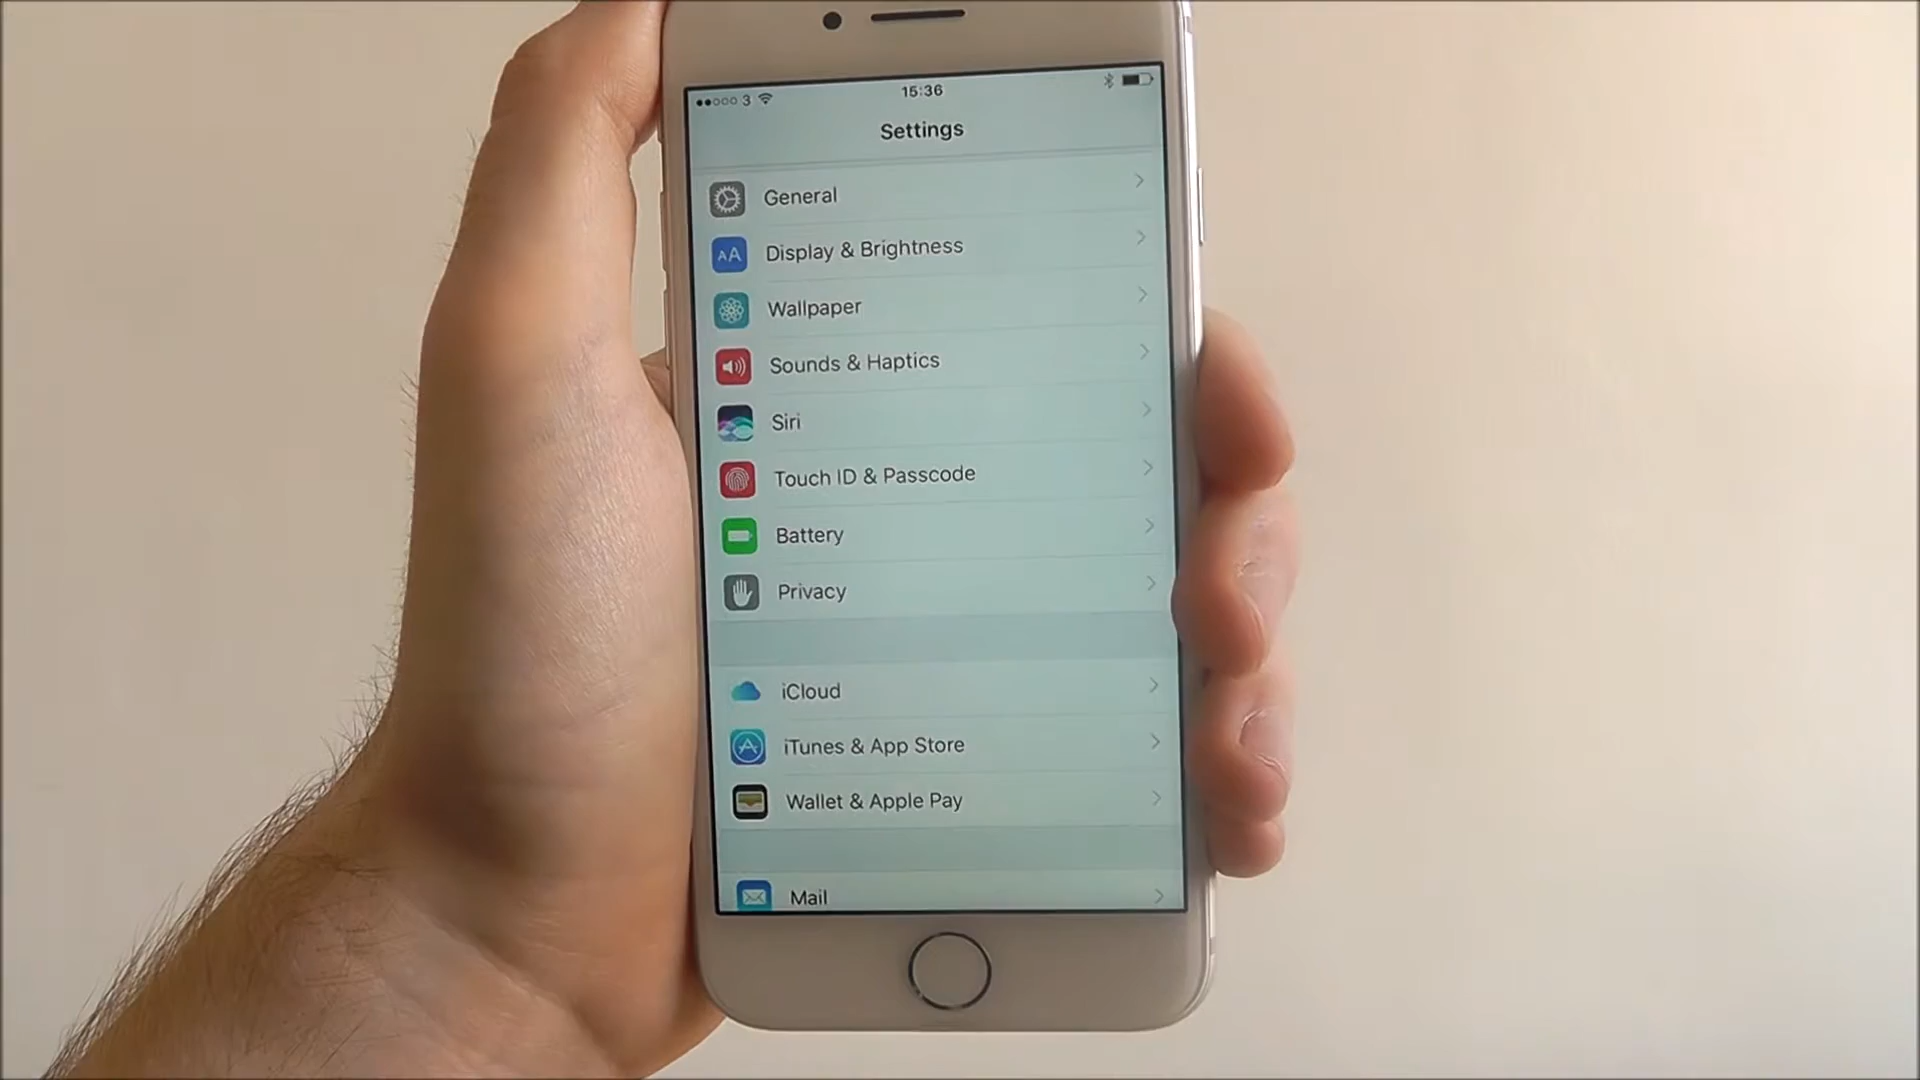 3 15:36
Settings
General
AA Display & Brightness
Wallpaper
Sounds & Haptics
Siri
Touch ID & Passcode
Battery
Privacy
iCloud
iTunes & App Store
Wallet & Apple Pay
Mail